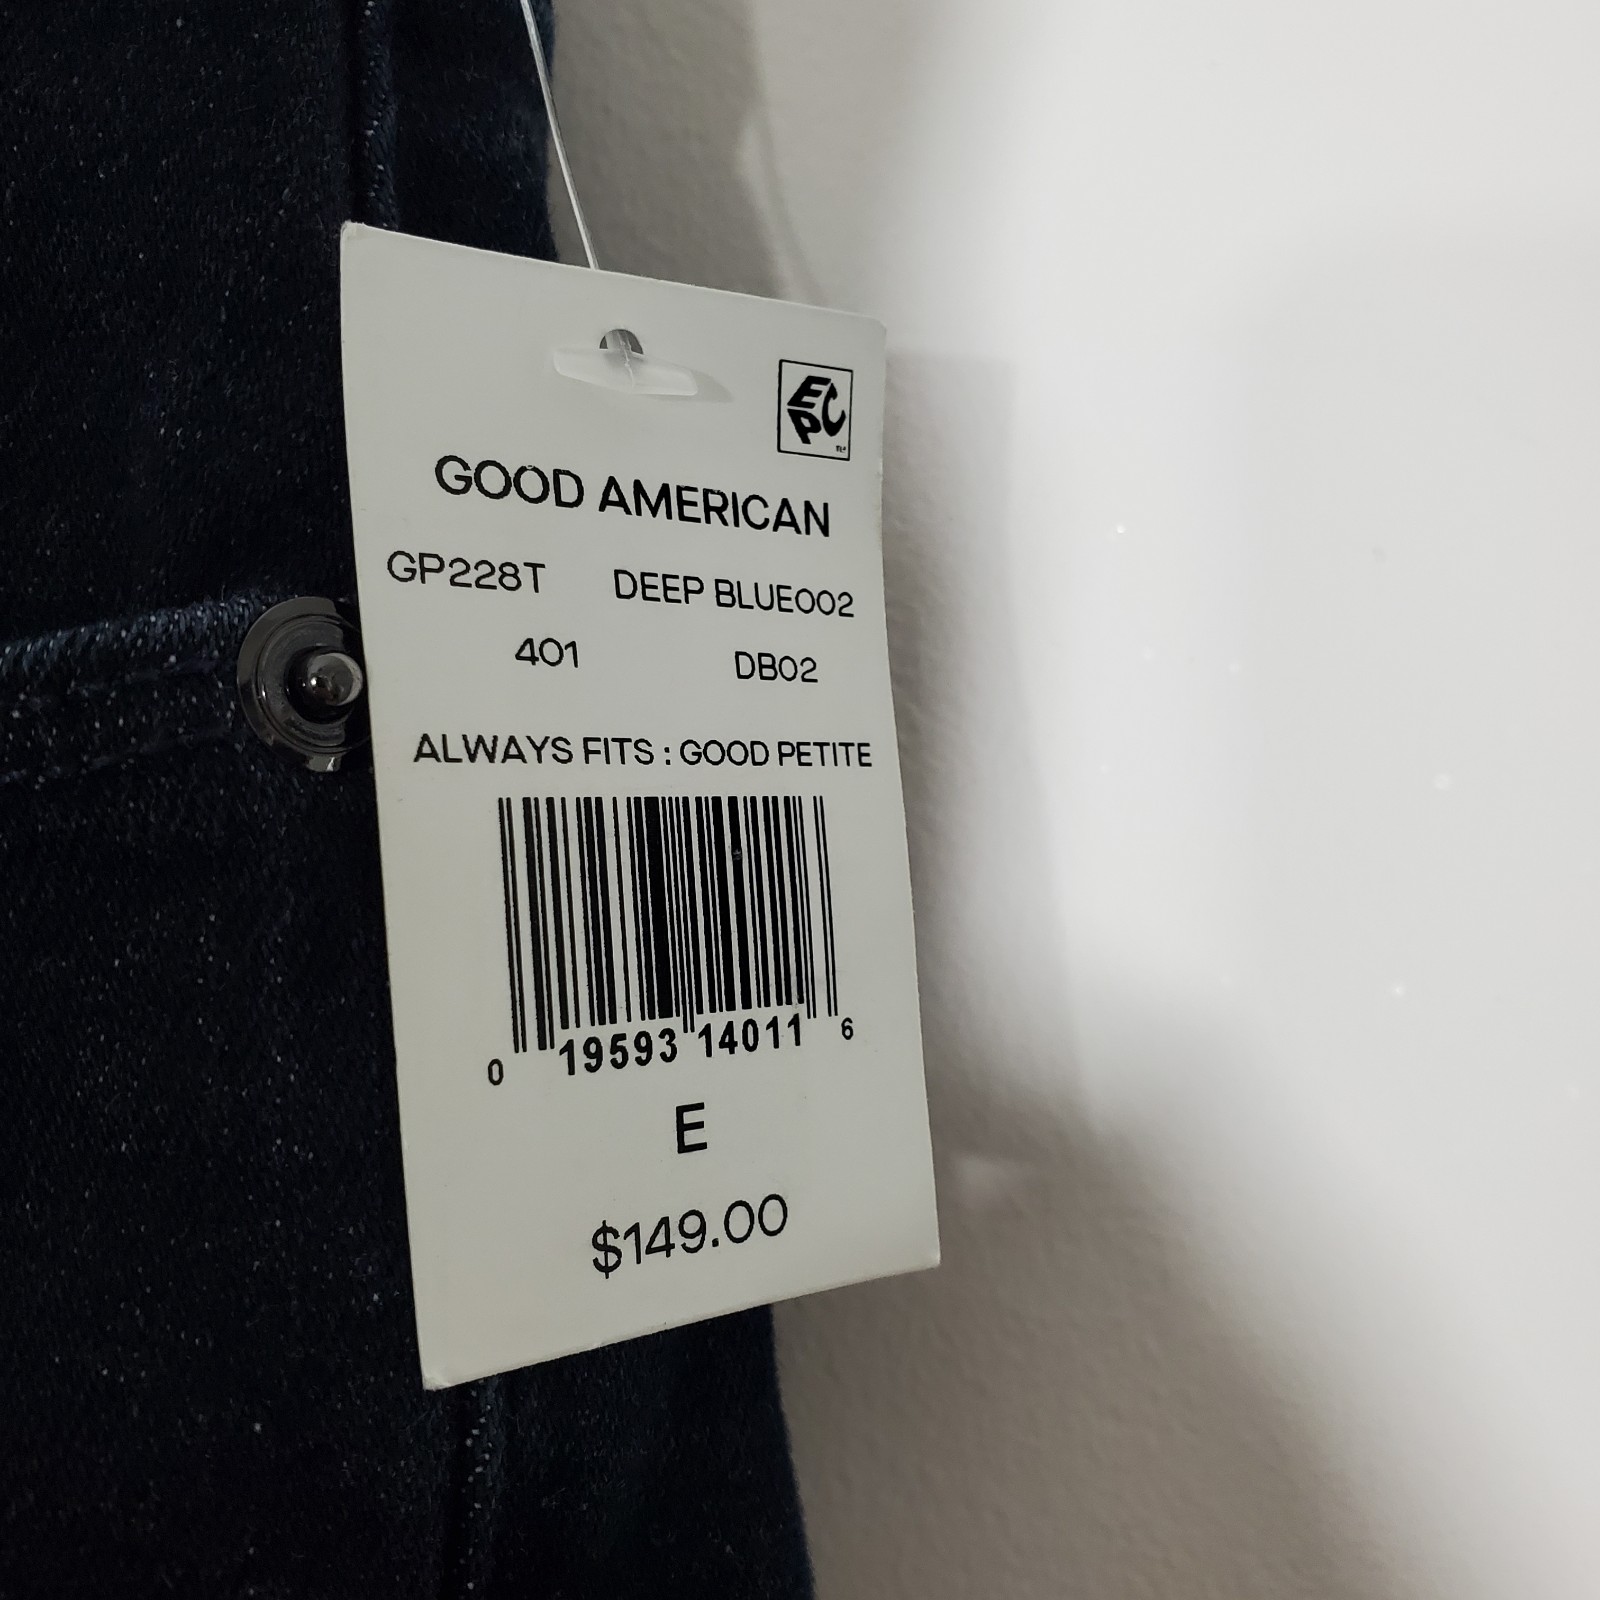 EPC
GOOD AMERICAN
GP228T DEEP BLUE002
401 DB02
ALWAYS FITS : GOOD PETITE
0 19593 14011 6
E
$149.00